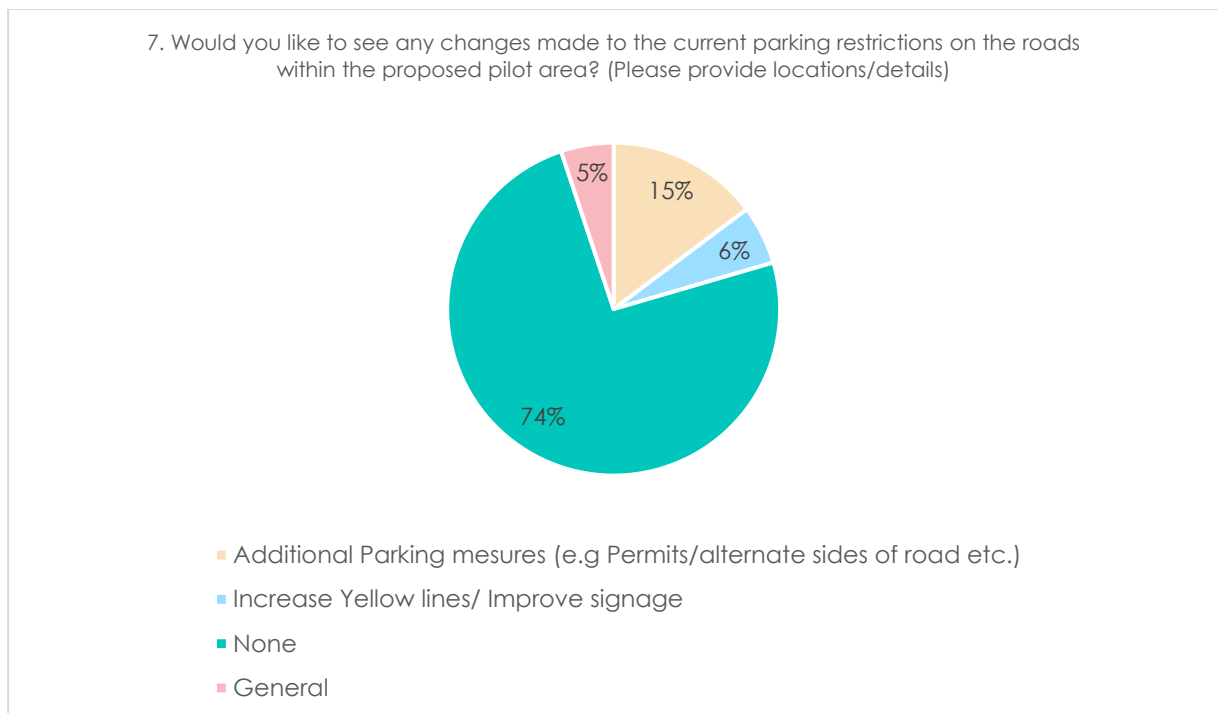 7. Would you like to see any changes made to the current parking restrictions on the roads
within the proposed pilot area? (Please provide locations/details)
5%
15%
6%
74%
Additional Parking mesures (e.g Permits/alternate sides of road etc.)
Increase Yellow lines/ Improve signage
None
General